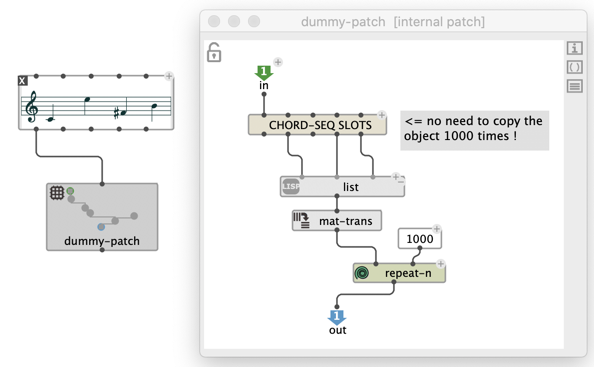 dummy-patch [internal patch]
X
dummy-patch
1
in
CHORD-SEQ SLOTS
<= no need to copy the
object 1000 times !
LISP
list
mat-trans
1000
repeat-n
1
out
i
()